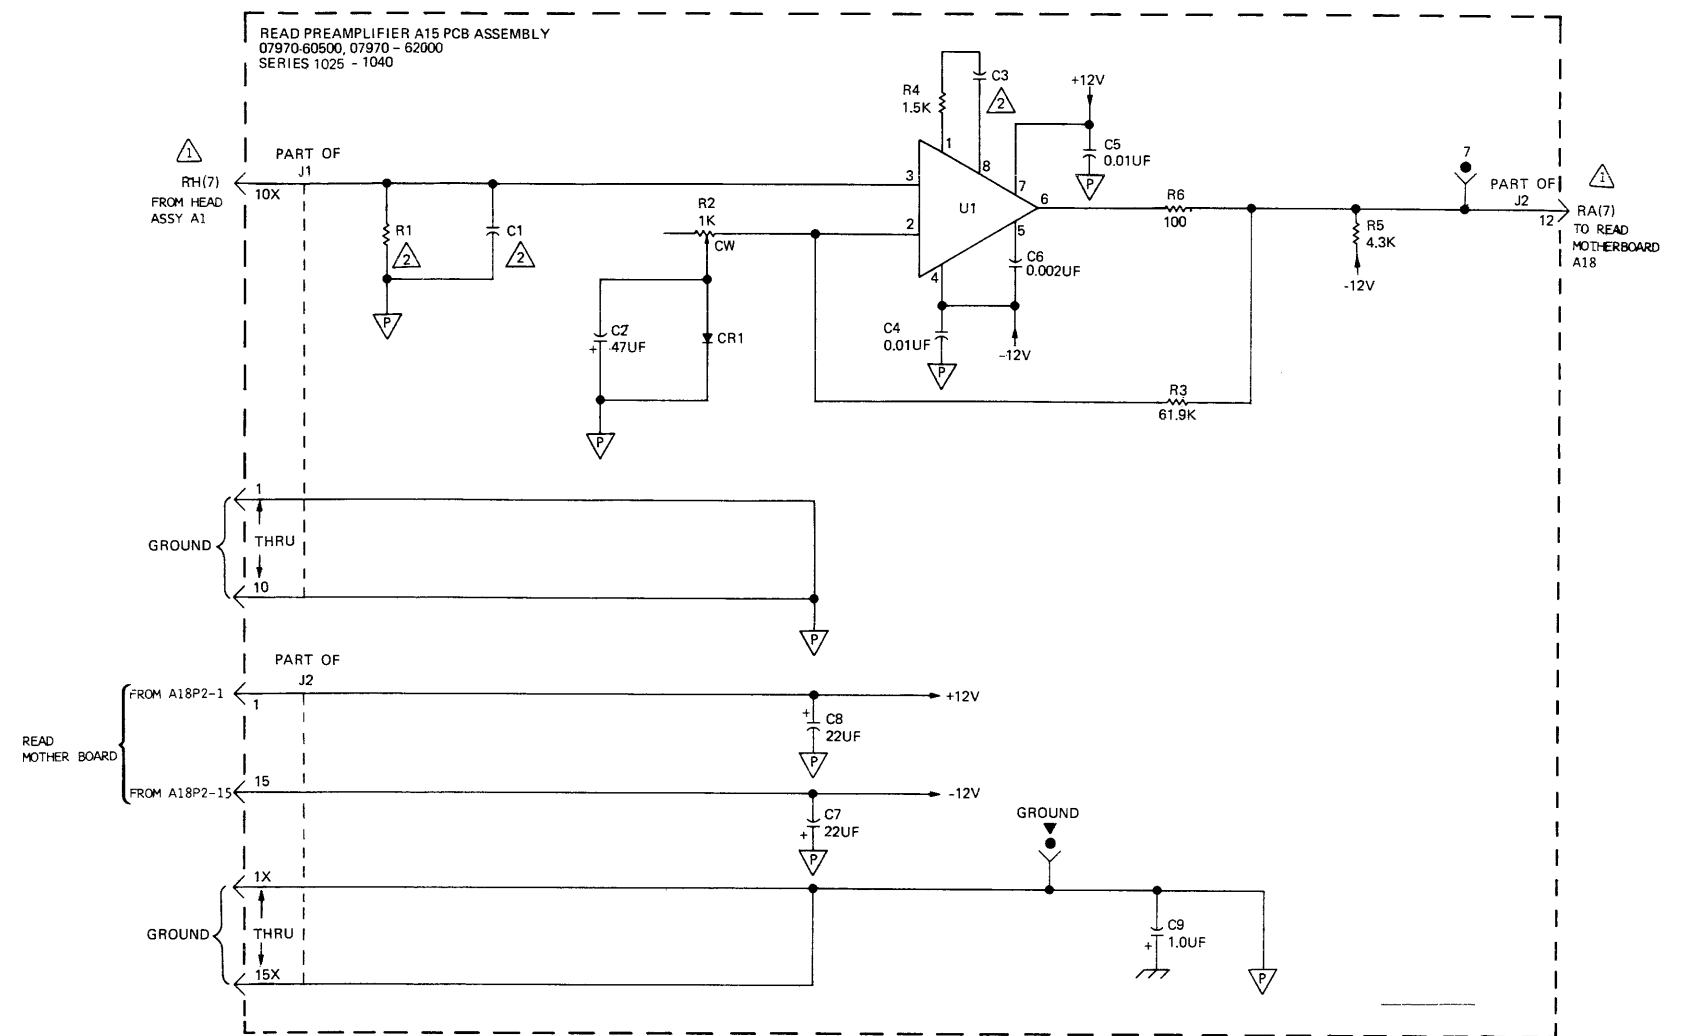 READ PREAMPLIFIER A15 PCB ASSEMBLY
07970-60500, 07970 - 62000
SERIES 1025 - 1040
1
RH(7)
FROM HEAD
ASSY A1
10X
PART OF
J1
R1
2
C1
2
P
R2
1K
CW
C2
.47UF
+
CR1
P
R4
1.5K
C3
2
1
8
3
2
U1
7
6
5
4
+12V
C5
0.01UF
P
C6
0.002UF
C4
0.01UF
P
-12V
R6
100
R3
61.9K
R5
4.3K
-12V
7
PART OF
J2
12
1
RA(7)
TO READ
MOTHERBOARD
A18
GROUND
1
THRU
10
P
PART OF
J2
READ
MOTHER BOARD
FROM A18P2-1
1
+12V
+
C8
22UF
P
FROM A18P2-15
15
-12V
C7
22UF
+
P
GROUND
GROUND
1X
THRU
15X
C9
1.0UF
+
P